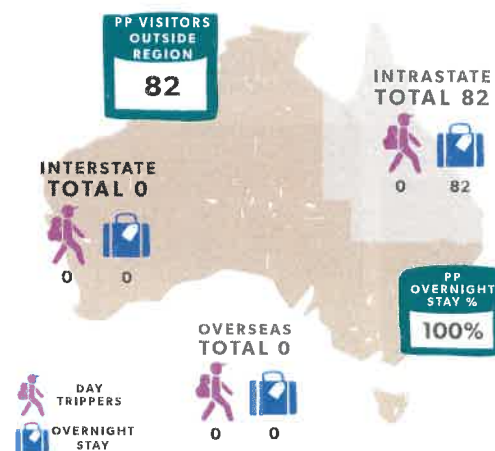 PP VISITORS
OUTSIDE
REGION
82
INTRASTATE
TOTAL 82
0 82
INTERSTATE
TOTAL 0
0 0
PP
OVERNIGHT
STAY %
100%
OVERSEAS
TOTAL 0
0 0
DAY
TRIPPERS
OVERNIGHT
STAY